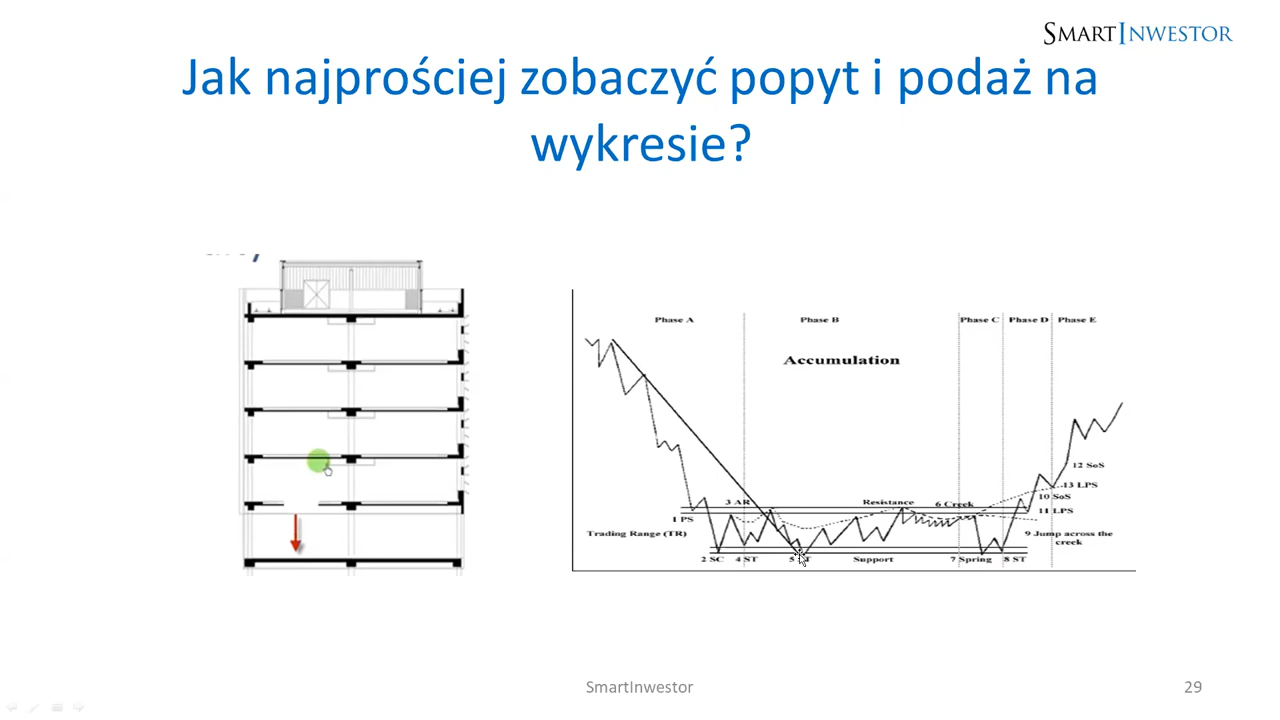 SMARTINWESTOR
Jak najprościej zobaczyć popyt i podaż na
wykresie?
Phase A
Phase B
Phase C
Phase D
Phase E
Accumulation
12 SoS
13 LPS
10 SoS
11 LPS
3 AR
Resistance
6 Creek
1 PS
Trading Range (TR)
9 Jump across the
creek
2 SC
4 ST
Support
7 Spring
8 ST
SmartInwestor
29